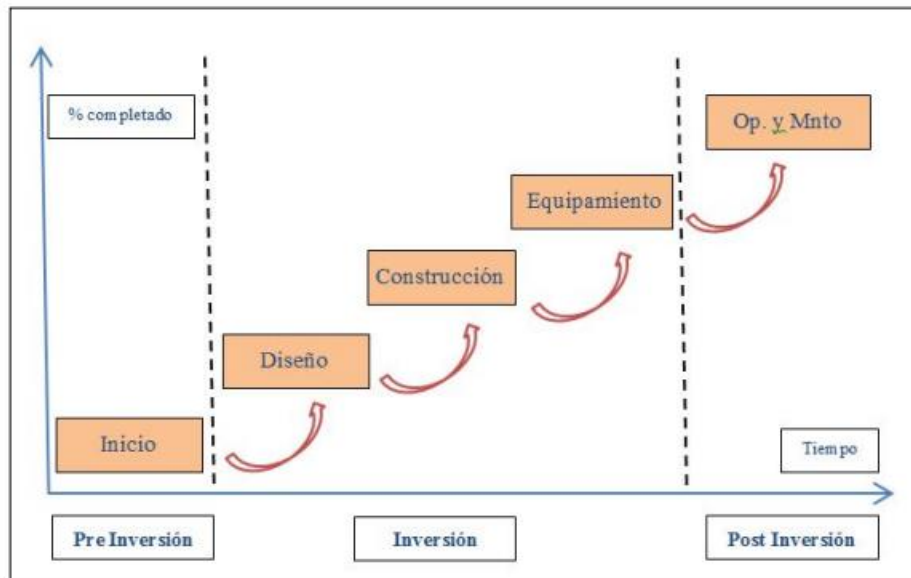 % completado
Op. y Mnto
Equipamiento
Construcción
Diseño
Inicio
Tiempo
Pre Inversión
Inversión
Post Inversión